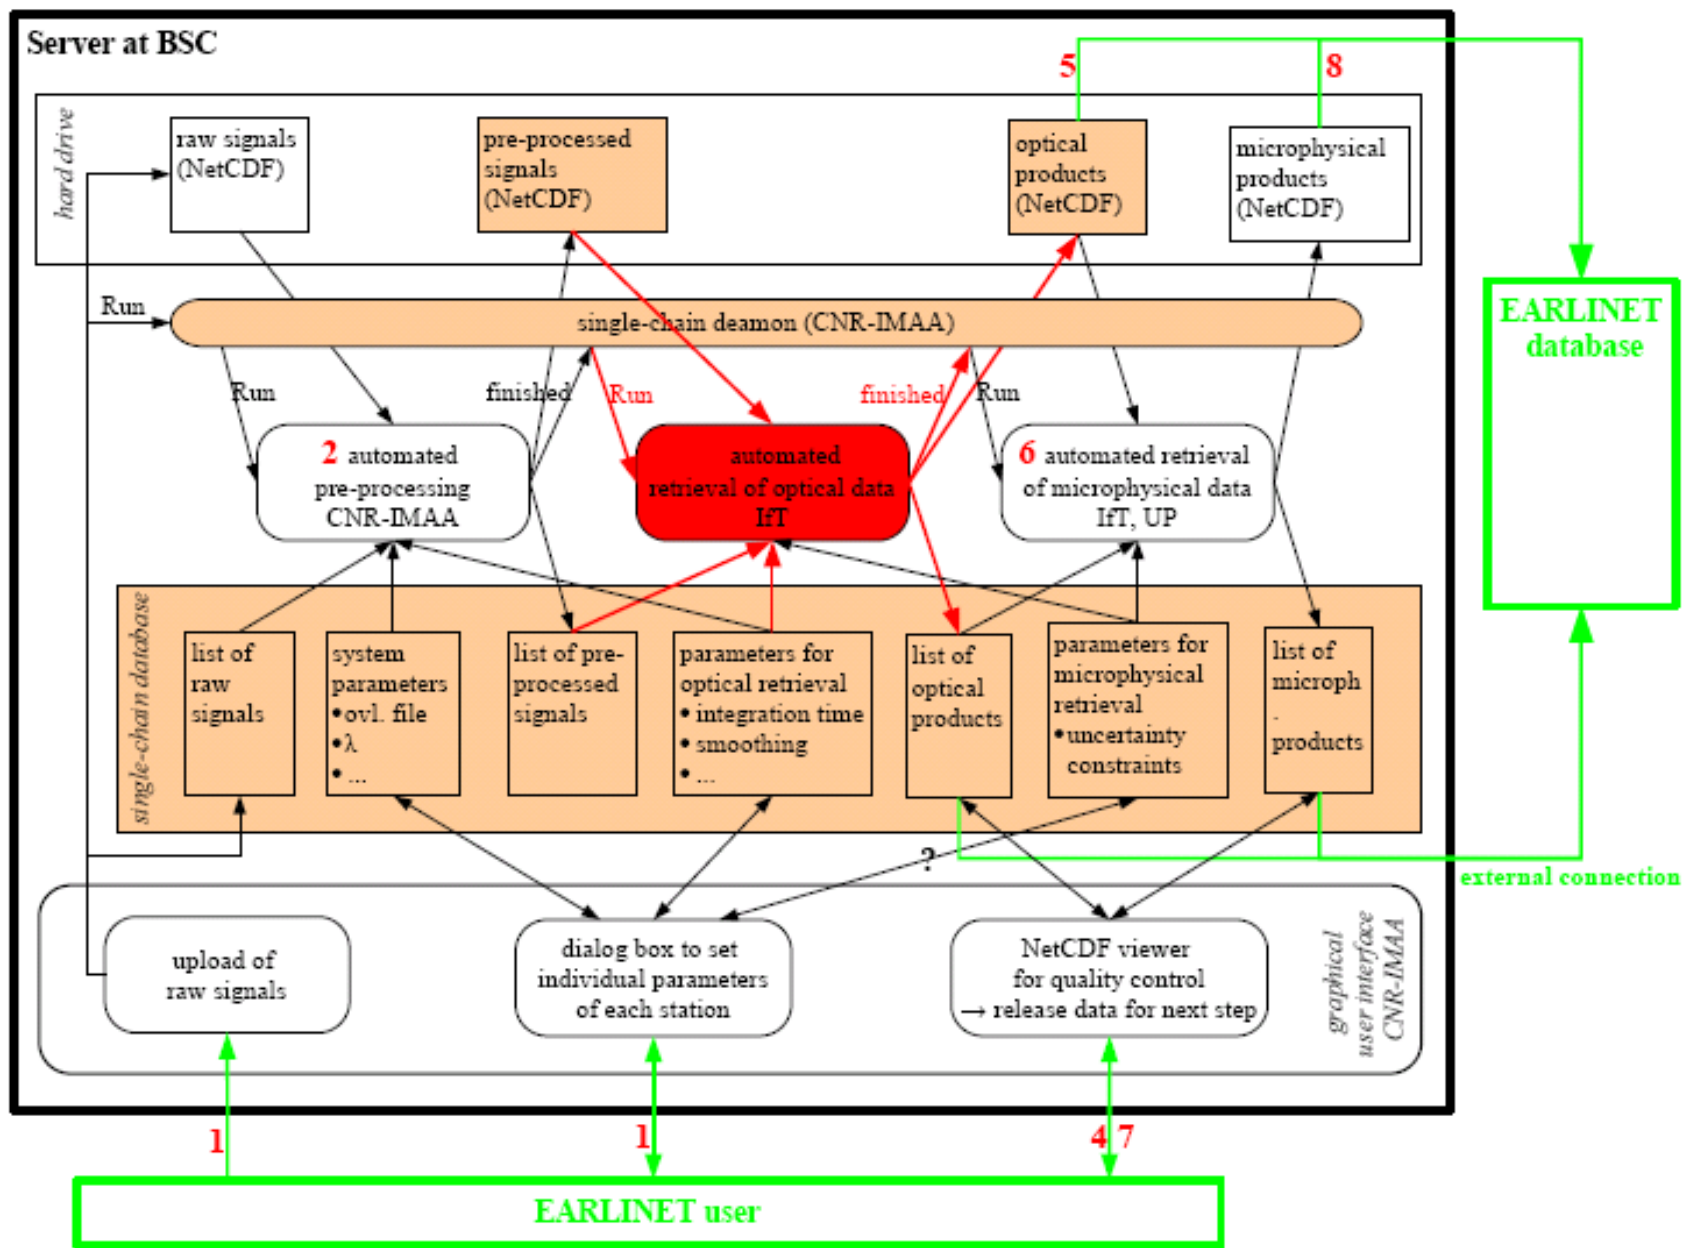 Server at BSC
5
8
hard drive
raw signals
(NetCDF)
pre-processed
signals
(NetCDF)
optical
products
(NetCDF)
microphysical
products
(NetCDF)
EARLINET
database
Run
single-chain deamon (CNR-IMAA)
Run
finished
Run
finished
Run
2 automated
pre-processing
CNR-IMAA
automated
retrieval of optical data
IfT
6 automated retrieval
of microphysical data
IfT, UP
single-chain database
list of
raw
signals
system
parameters
• ovl. file
• λ
• ...
list of pre-
processed
signals
parameters for
optical retrieval
• integration time
• smoothing
• ...
list of
optical
products
parameters for
microphysical
retrieval
• uncertainty
constraints
list of
microph
.
products
?
external connection
upload of
raw signals
dialog box to set
individual parameters
of each station
NetCDF viewer
for quality control
→ release data for next step
graphical
user interface
CNR-IMAA
1
1
4 7
EARLINET user